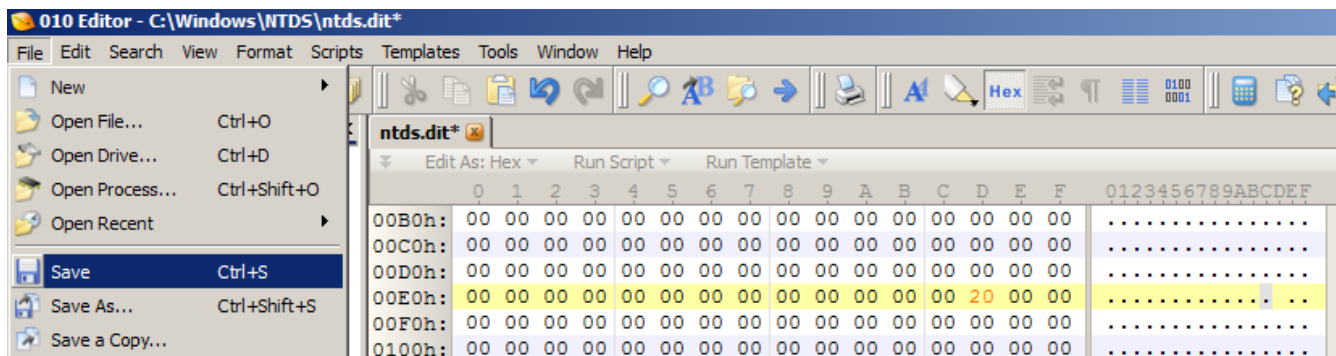 010 Editor - C:\Windows\NTDS\ntds.dit*
File Edit Search View Format Scripts Templates Tools Window Help
New
Open File... Ctrl+O
Open Drive... Ctrl+D
Open Process... Ctrl+Shift+O
Open Recent
Save Ctrl+S
Save As... Ctrl+Shift+S
Save a Copy...
Hex
0100
0001
ntds.dit*
Edit As: Hex Run Script Run Template
0 1 2 3 4 5 6 7 8 9 A B C D E F 0123456789ABCDEF
00B0h: 00 00 00 00 00 00 00 00 00 00 00 00 00 00 00 00 ................
00C0h: 00 00 00 00 00 00 00 00 00 00 00 00 00 00 00 00 ................
00D0h: 00 00 00 00 00 00 00 00 00 00 00 00 00 00 00 00 ................
00E0h: 00 00 00 00 00 00 00 00 00 00 00 00 00 20 00 00 ............. ..
00F0h: 00 00 00 00 00 00 00 00 00 00 00 00 00 00 00 00 ................
0100h: 00 00 00 00 00 00 00 00 00 00 00 00 00 00 00 00 ................